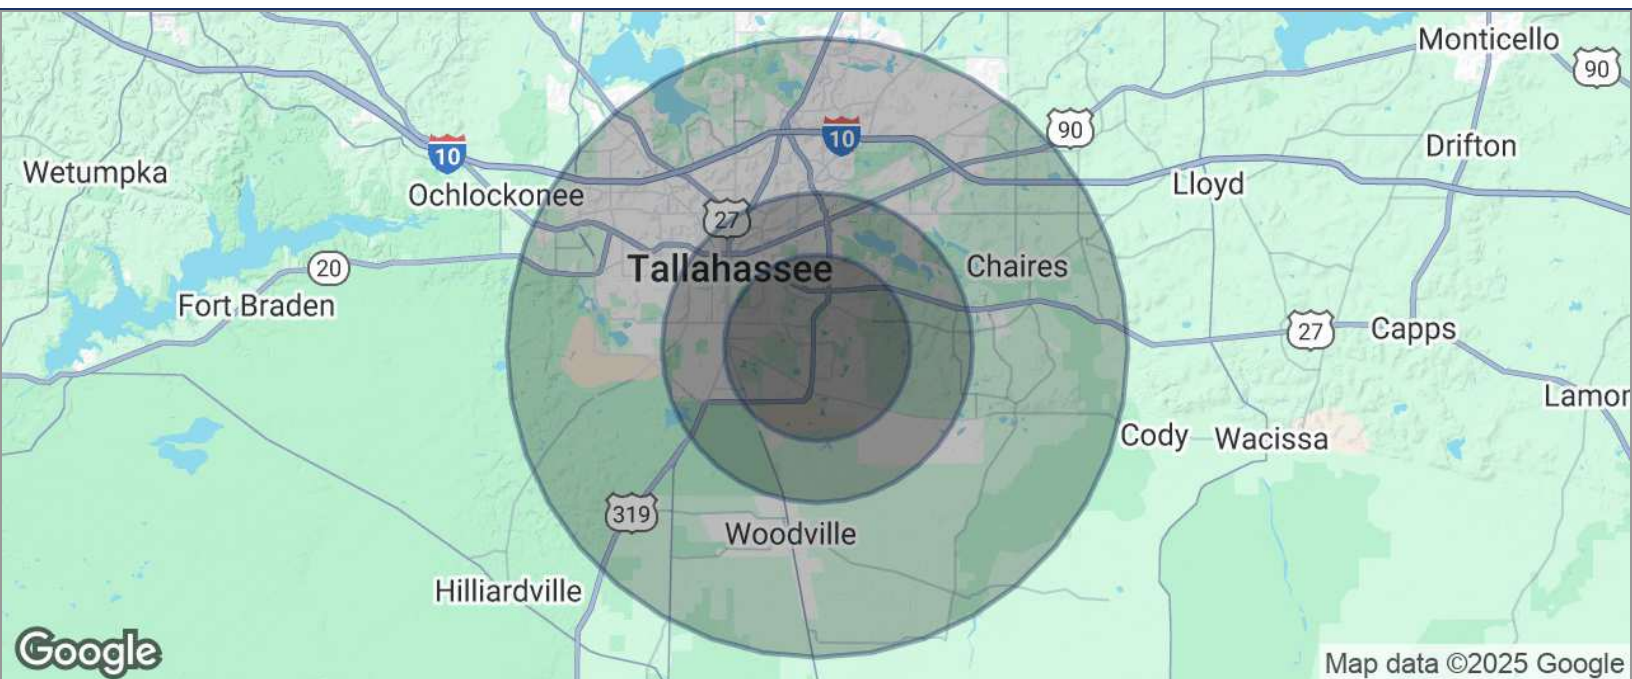 Monticello
90
90
10
10
Drifton
Wetumpka
Lloyd
Ochlockonee
27
Tallahassee
Chaires
20
Fort Braden
27
Capps
Lamor
Cody
Wacissa
319
Woodville
Hilliardville
Google
Map data ©2025 Google